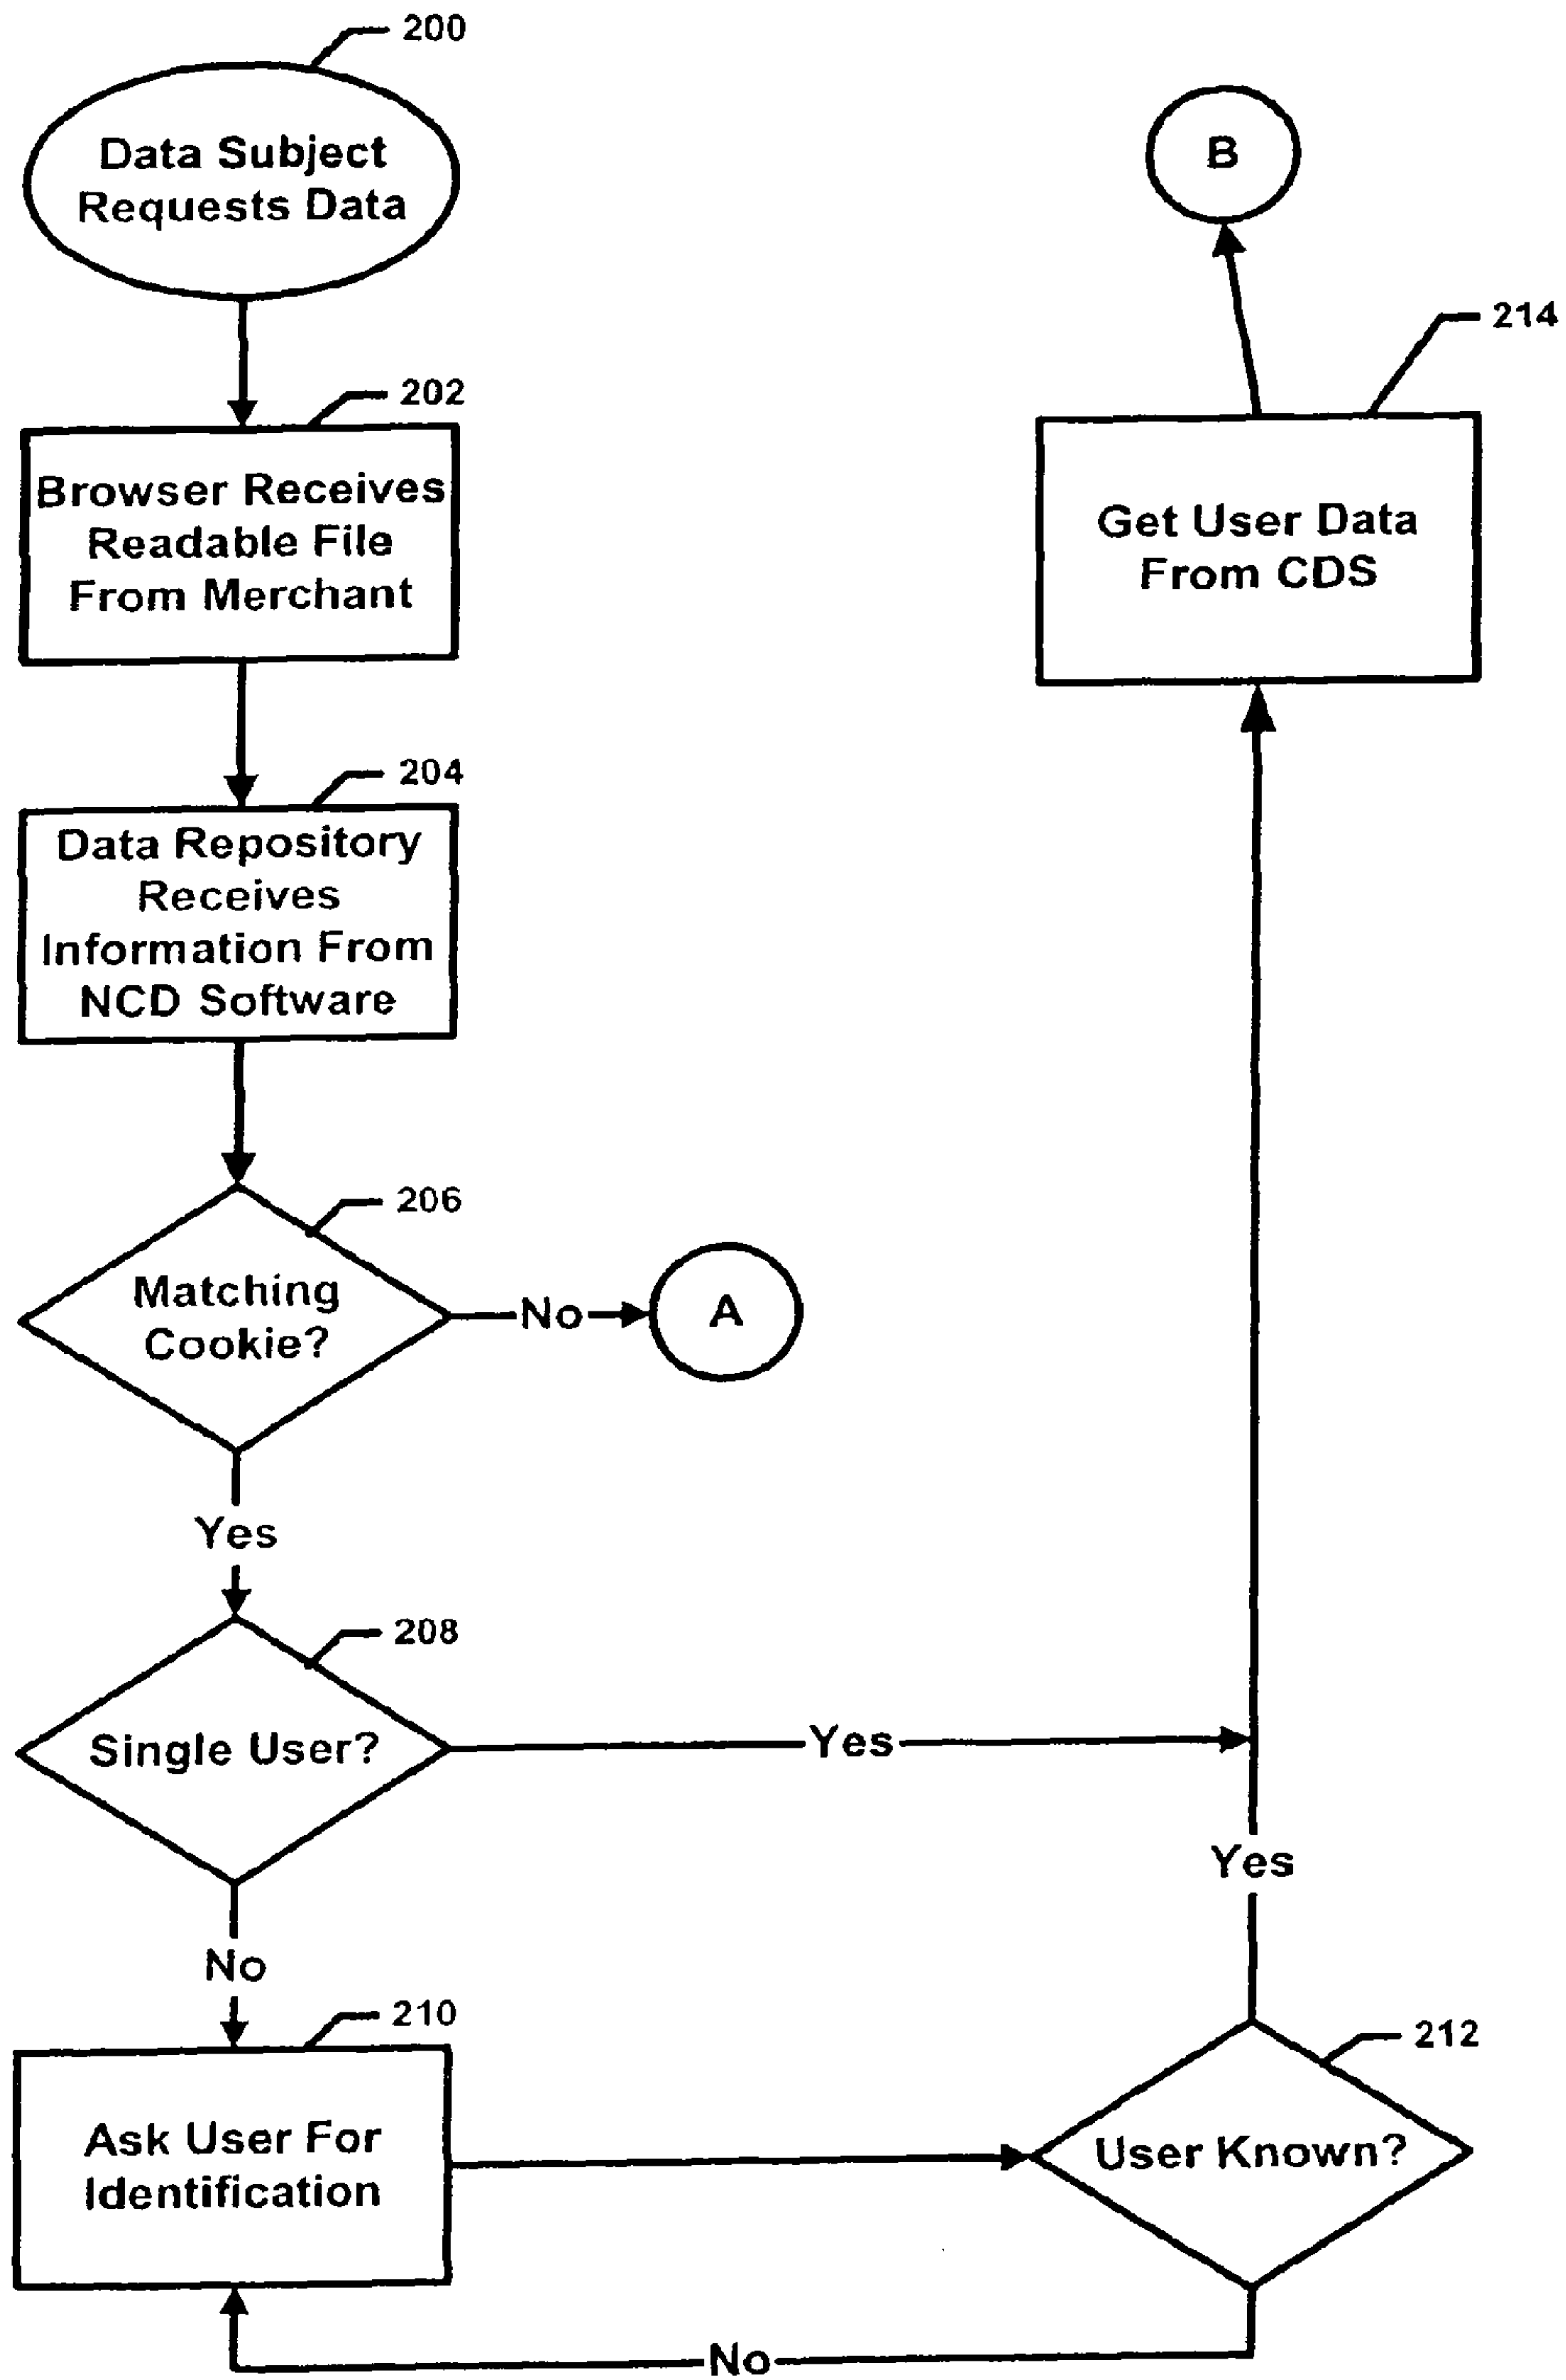 200
Data Subject
Requests Data
202
Browser Receives
Readable File
From Merchant
204
Data Repository
Receives
Information From
NCD Software
206
Matching
Cookie?
No
A
Yes
208
Single User?
Yes
No
210
Ask User For
Identification
212
User Known?
No
Yes
214
Get User Data
From CDS
B